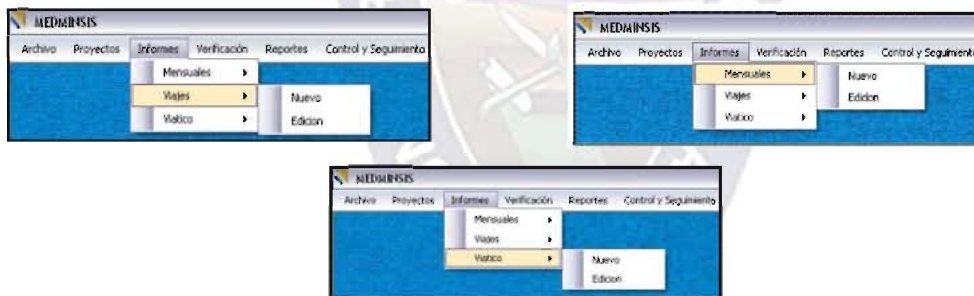 MEDMINSIS
Archivo Proyectos Informes Verificación Reportes Control y Seguimiento
Mensuales
Viajes
Nuevo
Viatico
Edicion
MEDMINSIS
Archivo Proyectos Informes Verificación Reportes Control y Seguimiento
Mensuales
Nuevo
Viajes
Edicion
Viatico
MEDMINSIS
Archivo Proyectos Informes Verificación Reportes Control y Seguimiento
Mensuales
Viajes
Viatico
Nuevo
Edicion